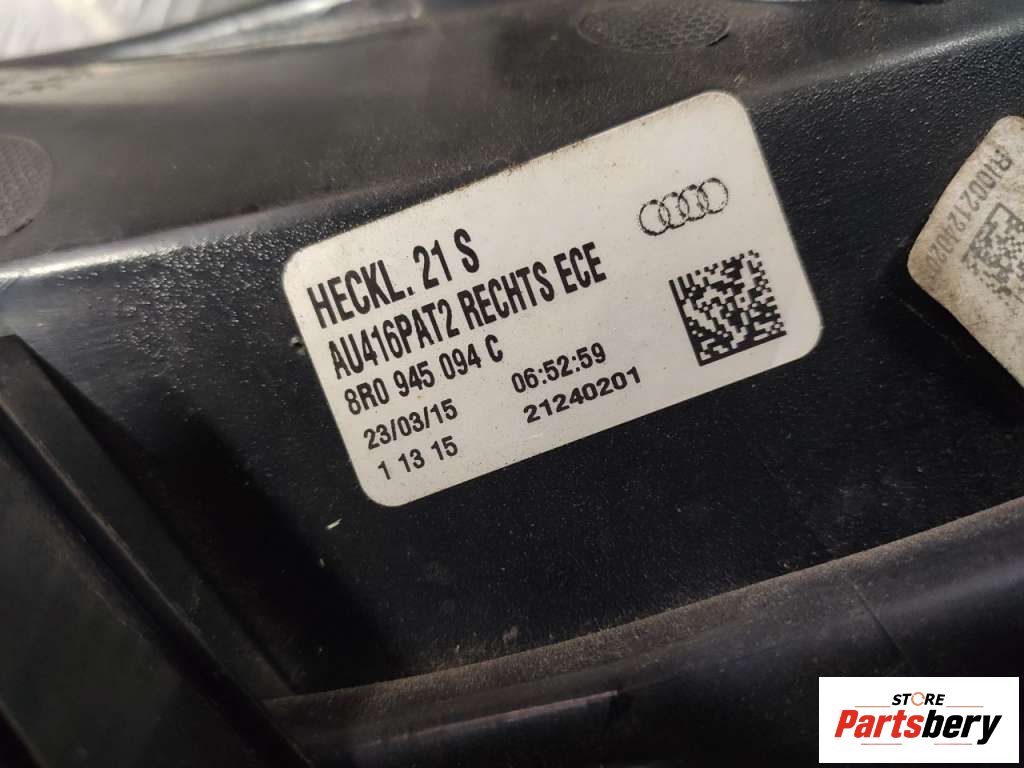 HECKL. 21 S
AU416PAT2 RECHTS ECE
8R0 945 094 C
23/03/15 06:52:59
1 13 15 21240201
STORE
Partsbery